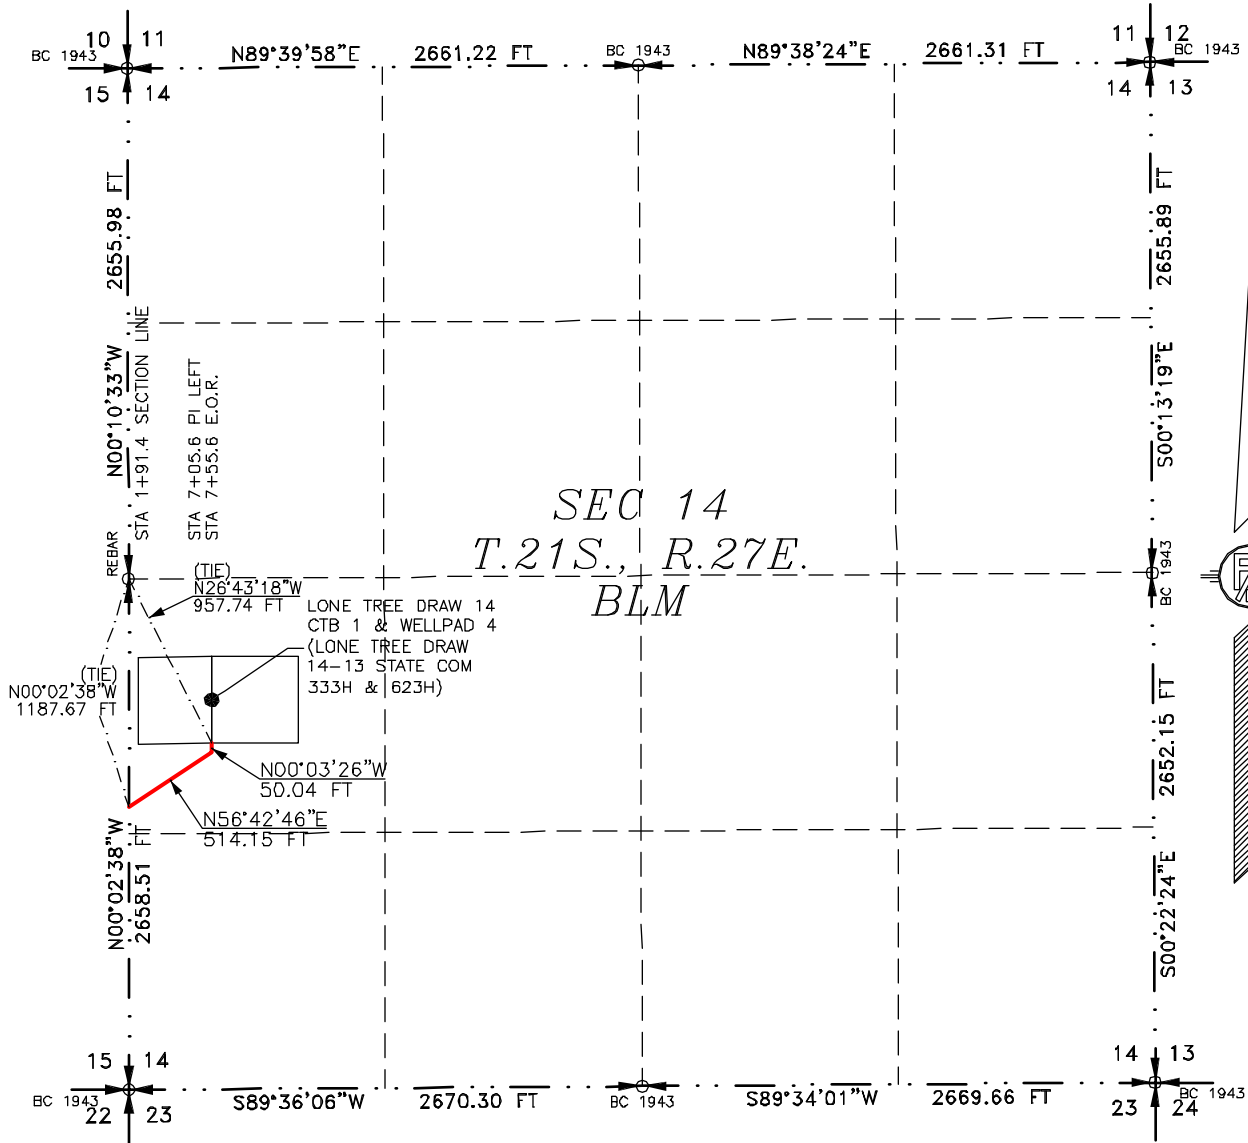 10 11
BC 1943
15 14
N89°39'58"E 2661.22 FT
BC 1943
N89°38'24"E 2661.31 FT
11 12
BC 1943
14 13
2655.98 FT
N00°10'33"W
STA 1+91.4 SECTION LINE
STA 7+05.6 PI LEFT
STA 7+55.6 E.O.R.
2655.89 FT
S00°13'19"E
SEC 14
T.21S., R.27E.
BLM
REBAR
BC 1943
(TIE)
N26°43'18"W
957.74 FT
LONE TREE DRAW 14
CTB 1 & WELLPAD 4
(LONE TREE DRAW
14-13 STATE COM
333H & 623H)
(TIE)
N00°02'38"W
1187.67 FT
N00°03'26"W
50.04 FT
N56°42'46"E
514.15 FT
N00°02'38"W
2658.51 FT
2652.15 FT
S00°22'24"E
15 14
BC 1943
22 23
S89°36'06"W 2670.30 FT
BC 1943
S89°34'01"W 2669.66 FT
14 13
BC 1943
23 24